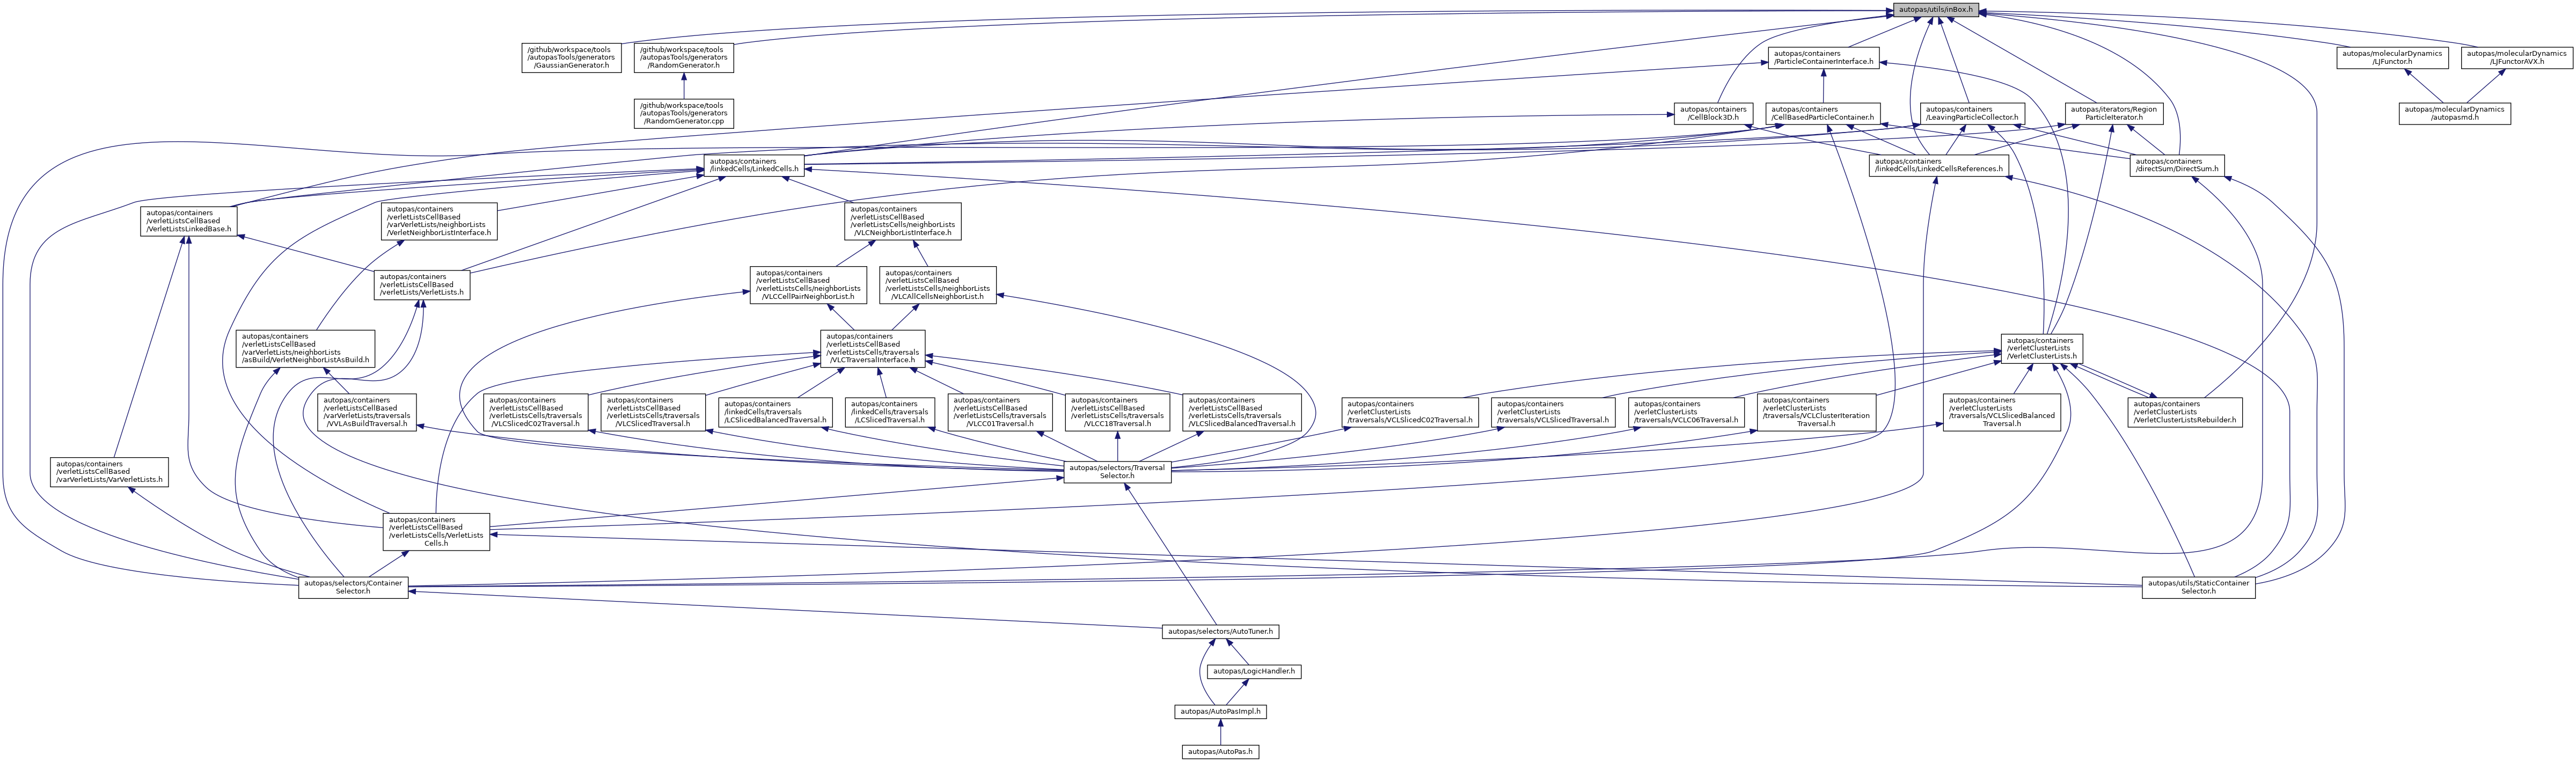 autopas/utils/inBox.h
/github/workspace/tools
/autopasTools/generators
/GaussianGenerator.h
/github/workspace/tools
/autopasTools/generators
/RandomGenerator.h
autopas/containers
/ParticleContainerInterface.h
autopas/molecularDynamics
/LJFunctor.h
autopas/molecularDynamics
/LJFunctorAVX.h
/github/workspace/tools
/autopasTools/generators
/RandomGenerator.cpp
autopas/containers
/CellBlock3D.h
autopas/containers
/CellBasedParticleContainer.h
autopas/containers
/LeavingParticleCollector.h
autopas/iterators/Region
ParticleIterator.h
autopas/molecularDynamics
/autopasmd.h
autopas/containers
/linkedCells/LinkedCells.h
autopas/containers
/linkedCells/LinkedCellsReferences.h
autopas/containers
/directSum/DirectSum.h
autopas/containers
/verletListsCellBased
/VerletListsLinkedBase.h
autopas/containers
/verletListsCellBased
/varVerletLists/neighborLists
/VerletNeighborListInterface.h
autopas/containers
/verletListsCellBased
/verletListsCells/neighborLists
/VLCNeighborListInterface.h
autopas/containers
/verletListsCellBased
/verletLists/VerletLists.h
autopas/containers
/verletListsCellBased
/verletListsCells/neighborLists
/VLCCellPairNeighborList.h
autopas/containers
/verletListsCellBased
/verletListsCells/neighborLists
/VLCAllCellsNeighborList.h
autopas/containers
/verletListsCellBased
/varVerletLists/neighborLists
/asBuild/VerletNeighborListAsBuild.h
autopas/containers
/verletListsCellBased
/verletListsCells/traversals
/VLCTraversalInterface.h
autopas/containers
/verletClusterLists
/VerletClusterLists.h
autopas/containers
/verletListsCellBased
/varVerletLists/traversals
/VVLAsBuildTraversal.h
autopas/containers
/verletListsCellBased
/verletListsCells/traversals
/VLCSlicedC02Traversal.h
autopas/containers
/verletListsCellBased
/verletListsCells/traversals
/VLCSlicedTraversal.h
autopas/containers
/linkedCells/traversals
/LCSlicedBalancedTraversal.h
autopas/containers
/linkedCells/traversals
/LCSlicedTraversal.h
autopas/containers
/verletListsCellBased
/verletListsCells/traversals
/VLCC01Traversal.h
autopas/containers
/verletListsCellBased
/verletListsCells/traversals
/VLCC18Traversal.h
autopas/containers
/verletListsCellBased
/verletListsCells/traversals
/VLCSlicedBalancedTraversal.h
autopas/containers
/verletClusterLists
/traversals/VCLSlicedC02Traversal.h
autopas/containers
/verletClusterLists
/traversals/VCLSlicedTraversal.h
autopas/containers
/verletClusterLists
/traversals/VCLC06Traversal.h
autopas/containers
/verletClusterLists
/traversals/VCLClusterIteration
Traversal.h
autopas/containers
/verletClusterLists
/traversals/VCLSlicedBalanced
Traversal.h
autopas/containers
/verletClusterLists
/VerletClusterListsRebuilder.h
autopas/containers
/verletListsCellBased
/varVerletLists/VarVerletLists.h
autopas/selectors/Traversal
Selector.h
autopas/containers
/verletListsCellBased
/verletListsCells/VerletLists
Cells.h
autopas/selectors/Container
Selector.h
autopas/utils/StaticContainer
Selector.h
autopas/selectors/AutoTuner.h
autopas/LogicHandler.h
autopas/AutoPasImpl.h
autopas/AutoPas.h